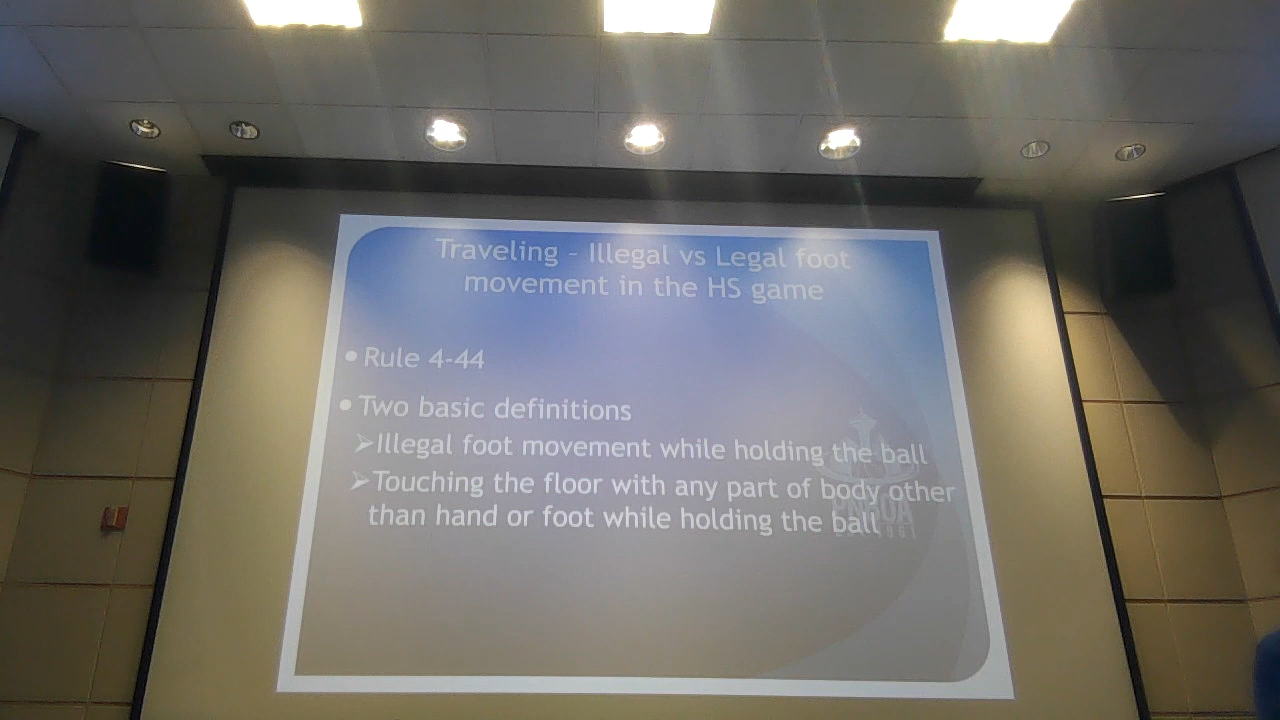 Traveling - Illegal vs Legal foot
movement in the HS game
• Rule 4-44
• Two basic definitions
➢Illegal foot movement while holding the ball
➢Touching the floor with any part of body other
than hand or foot while holding the ball